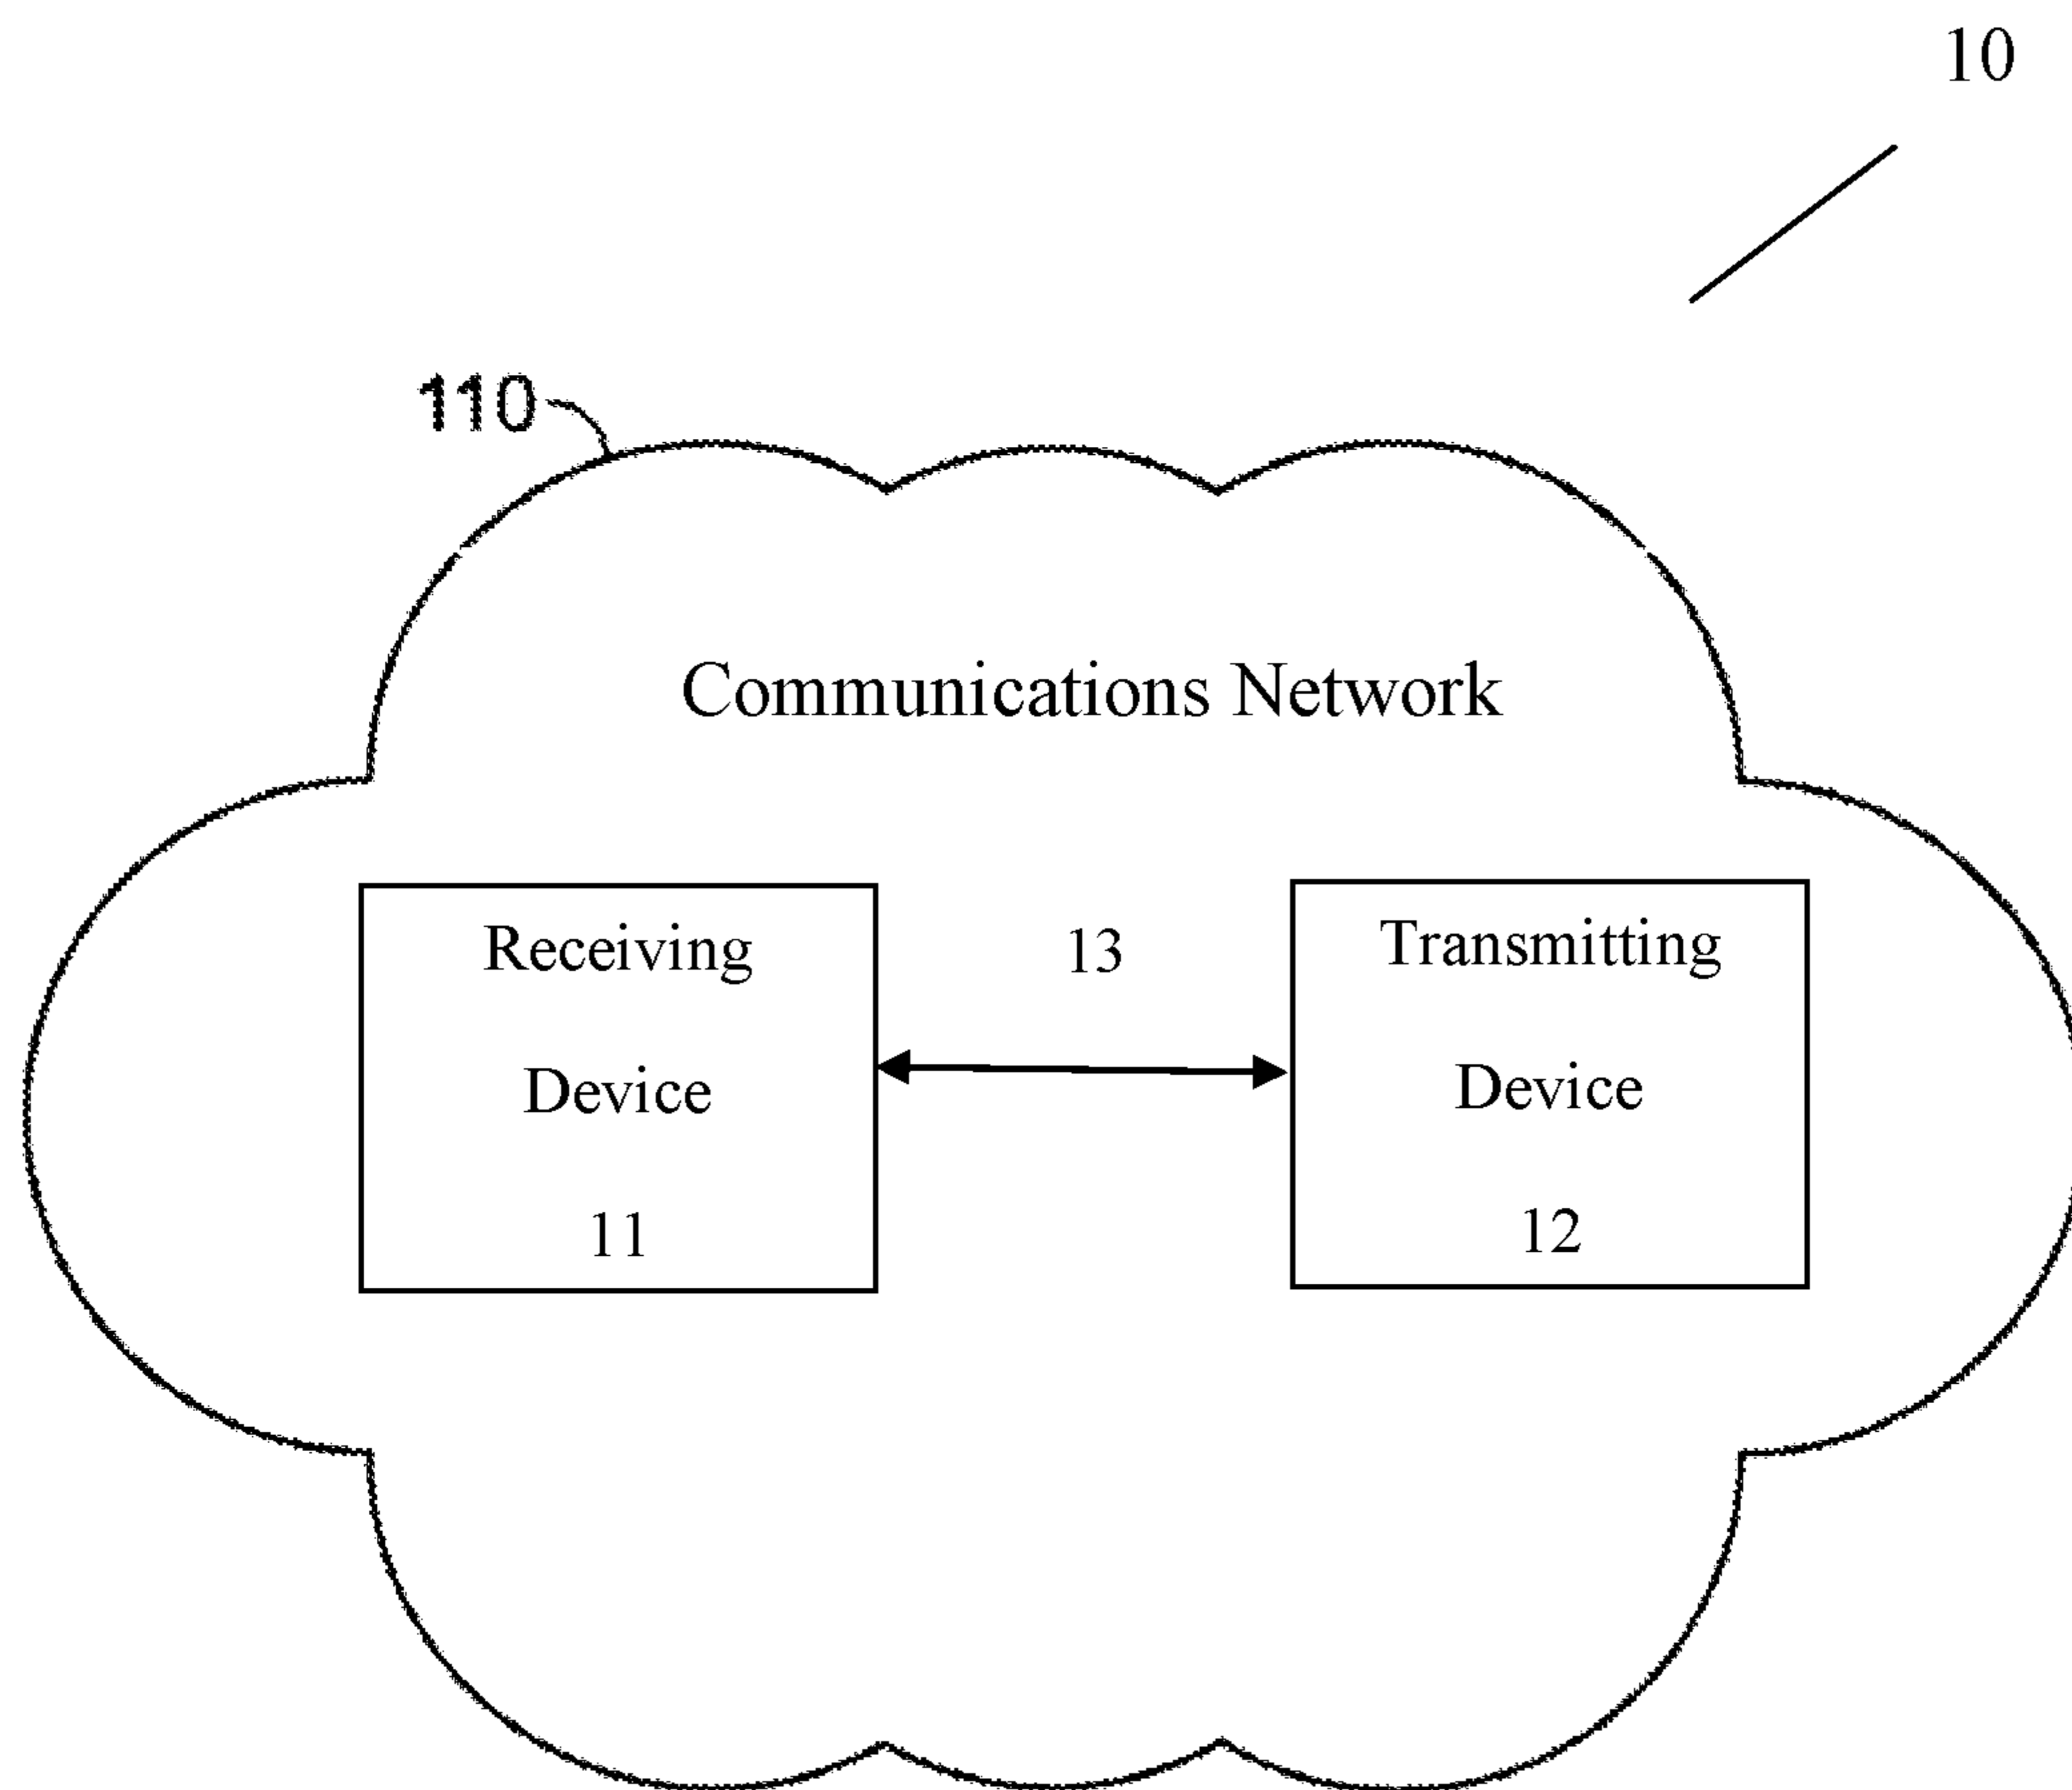 10
110
Communications Network
Receiving
Device
11
13
Transmitting
Device
12